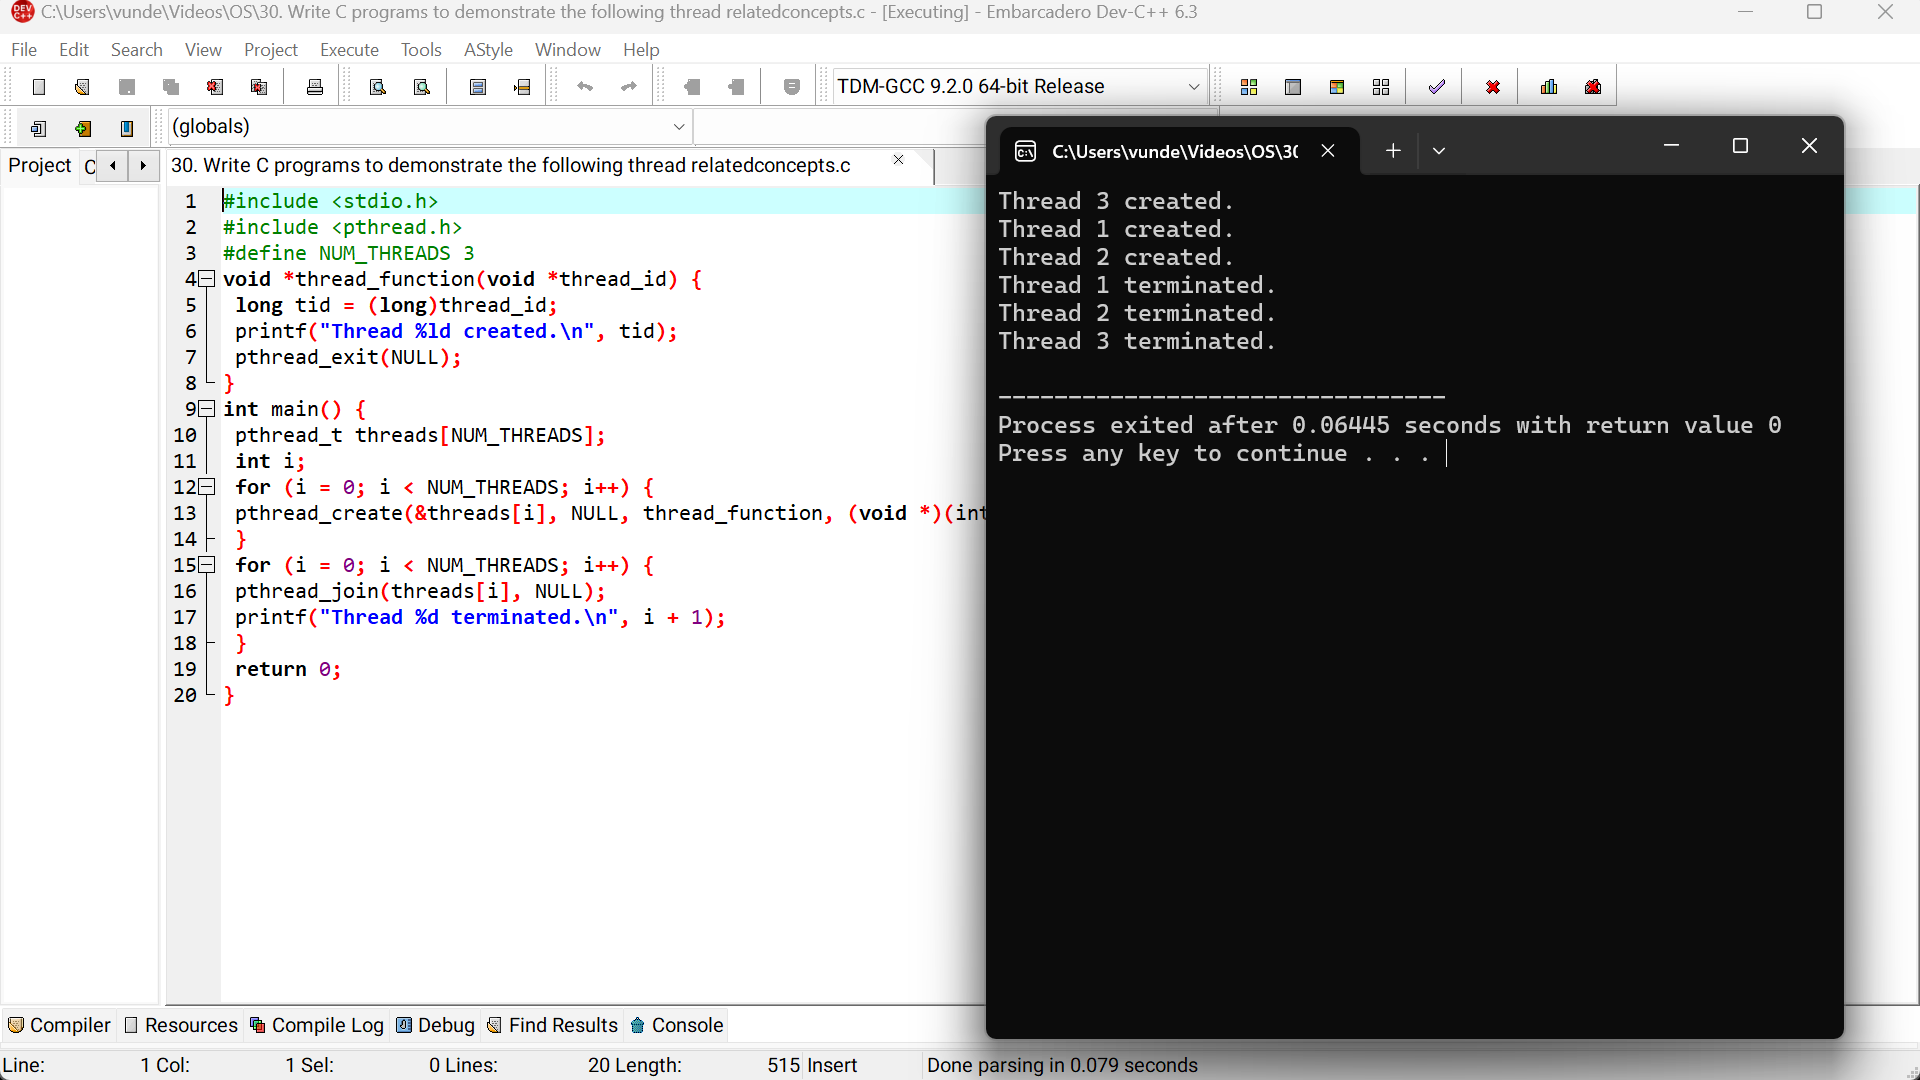 C:\Users\vunde\Videos\OS\30. Write C programs to demonstrate the following thread relatedconcepts.c - [Executing] - Embarcadero Dev-C++ 6.3
File Edit Search View Project Execute Tools AStyle Window Help
TDM-GCC 9.2.0 64-bit Release
(globals)
Project C
30. Write C programs to demonstrate the following thread relatedconcepts.c
1 #include <stdio.h>
2 #include <pthread.h>
3 #define NUM_THREADS 3
4 void *thread_function(void *thread_id) {
5 long tid = (long)thread_id;
6 printf("Thread %ld created.\n", tid);
7 pthread_exit(NULL);
8 }
9 int main() {
10 pthread_t threads[NUM_THREADS];
11 int i;
12 for (i = 0; i < NUM_THREADS; i++) {
13 pthread_create(&threads[i], NULL, thread_function, (void *)(int
14 }
15 for (i = 0; i < NUM_THREADS; i++) {
16 pthread_join(threads[i], NULL);
17 printf("Thread %d terminated.\n", i + 1);
18 }
19 return 0;
20 }
C:\Users\vunde\Videos\OS\30
Thread 3 created.
Thread 1 created.
Thread 2 created.
Thread 1 terminated.
Thread 2 terminated.
Thread 3 terminated.
--------------------------------
Process exited after 0.06445 seconds with return value 0
Press any key to continue . . .
Compiler Resources Compile Log Debug Find Results Console
Line: 1 Col: 1 Sel: 0 Lines: 20 Length: 515 Insert Done parsing in 0.079 seconds